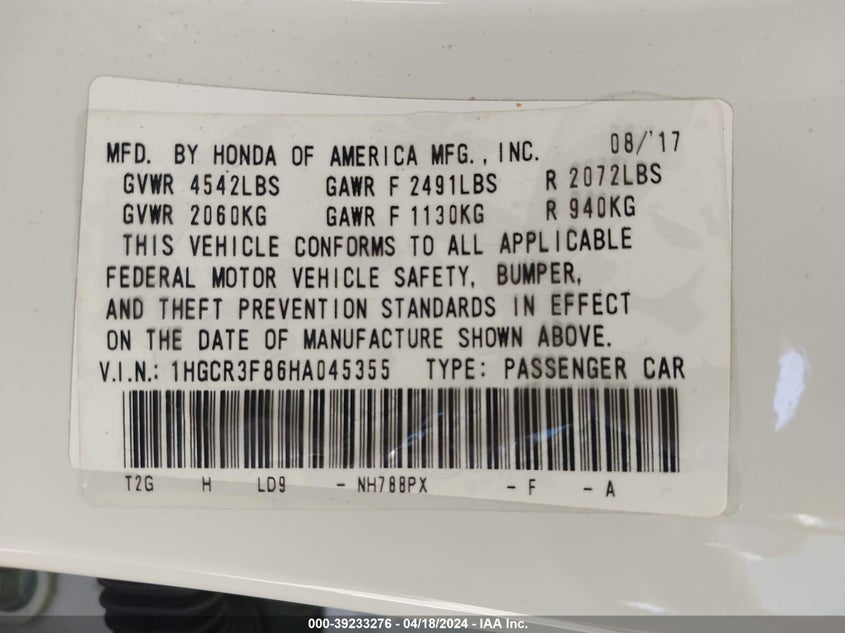 MFD. BY HONDA OF AMERICA MFG., INC. 08/'17
GVWR 4542LBS GAWR F 2491LBS R 2072LBS
GVWR 2060KG GAWR F 1130KG R 940KG
THIS VEHICLE CONFORMS TO ALL APPLICABLE
FEDERAL MOTOR VEHICLE SAFETY, BUMPER,
AND THEFT PREVENTION STANDARDS IN EFFECT
ON THE DATE OF MANUFACTURE SHOWN ABOVE.
V.I.N.: 1HGCR3F86HA045355 TYPE: PASSENGER CAR
T2G H LD9 - NH788PX - F - A
000-39233276 - 04/18/2024 - IAA Inc.